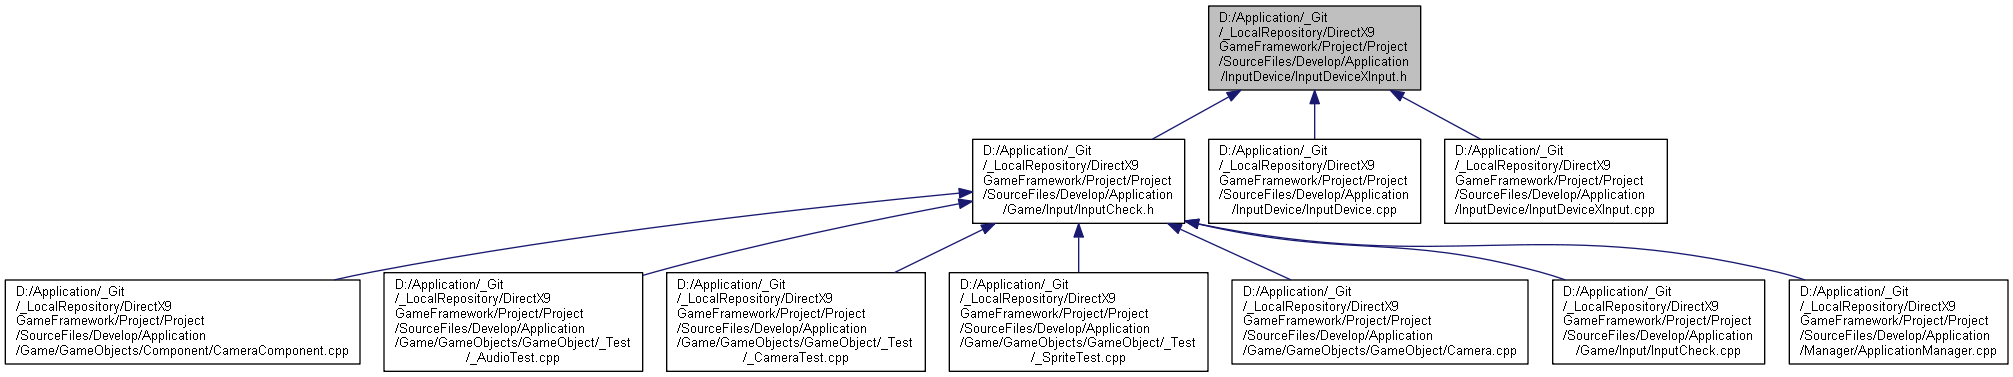 D:/Application/_Git
/_LocalRepository/DirectX9
GameFramework/Project/Project
/SourceFiles/Develop/Application
/InputDevice/InputDeviceXInput.h
D:/Application/_Git
/_LocalRepository/DirectX9
GameFramework/Project/Project
/SourceFiles/Develop/Application
/Game/Input/InputCheck.h
D:/Application/_Git
/_LocalRepository/DirectX9
GameFramework/Project/Project
/SourceFiles/Develop/Application
/InputDevice/InputDevice.cpp
D:/Application/_Git
/_LocalRepository/DirectX9
GameFramework/Project/Project
/SourceFiles/Develop/Application
/InputDevice/InputDeviceXInput.cpp
D:/Application/_Git
/_LocalRepository/DirectX9
GameFramework/Project/Project
/SourceFiles/Develop/Application
/Game/GameObjects/Component/CameraComponent.cpp
D:/Application/_Git
/_LocalRepository/DirectX9
GameFramework/Project/Project
/SourceFiles/Develop/Application
/Game/GameObjects/GameObject/_Test
/_AudioTest.cpp
D:/Application/_Git
/_LocalRepository/DirectX9
GameFramework/Project/Project
/SourceFiles/Develop/Application
/Game/GameObjects/GameObject/_Test
/_CameraTest.cpp
D:/Application/_Git
/_LocalRepository/DirectX9
GameFramework/Project/Project
/SourceFiles/Develop/Application
/Game/GameObjects/GameObject/_Test
/_SpriteTest.cpp
D:/Application/_Git
/_LocalRepository/DirectX9
GameFramework/Project/Project
/SourceFiles/Develop/Application
/Game/GameObjects/GameObject/Camera.cpp
D:/Application/_Git
/_LocalRepository/DirectX9
GameFramework/Project/Project
/SourceFiles/Develop/Application
/Game/Input/InputCheck.cpp
D:/Application/_Git
/_LocalRepository/DirectX9
GameFramework/Project/Project
/SourceFiles/Develop/Application
/Manager/ApplicationManager.cpp